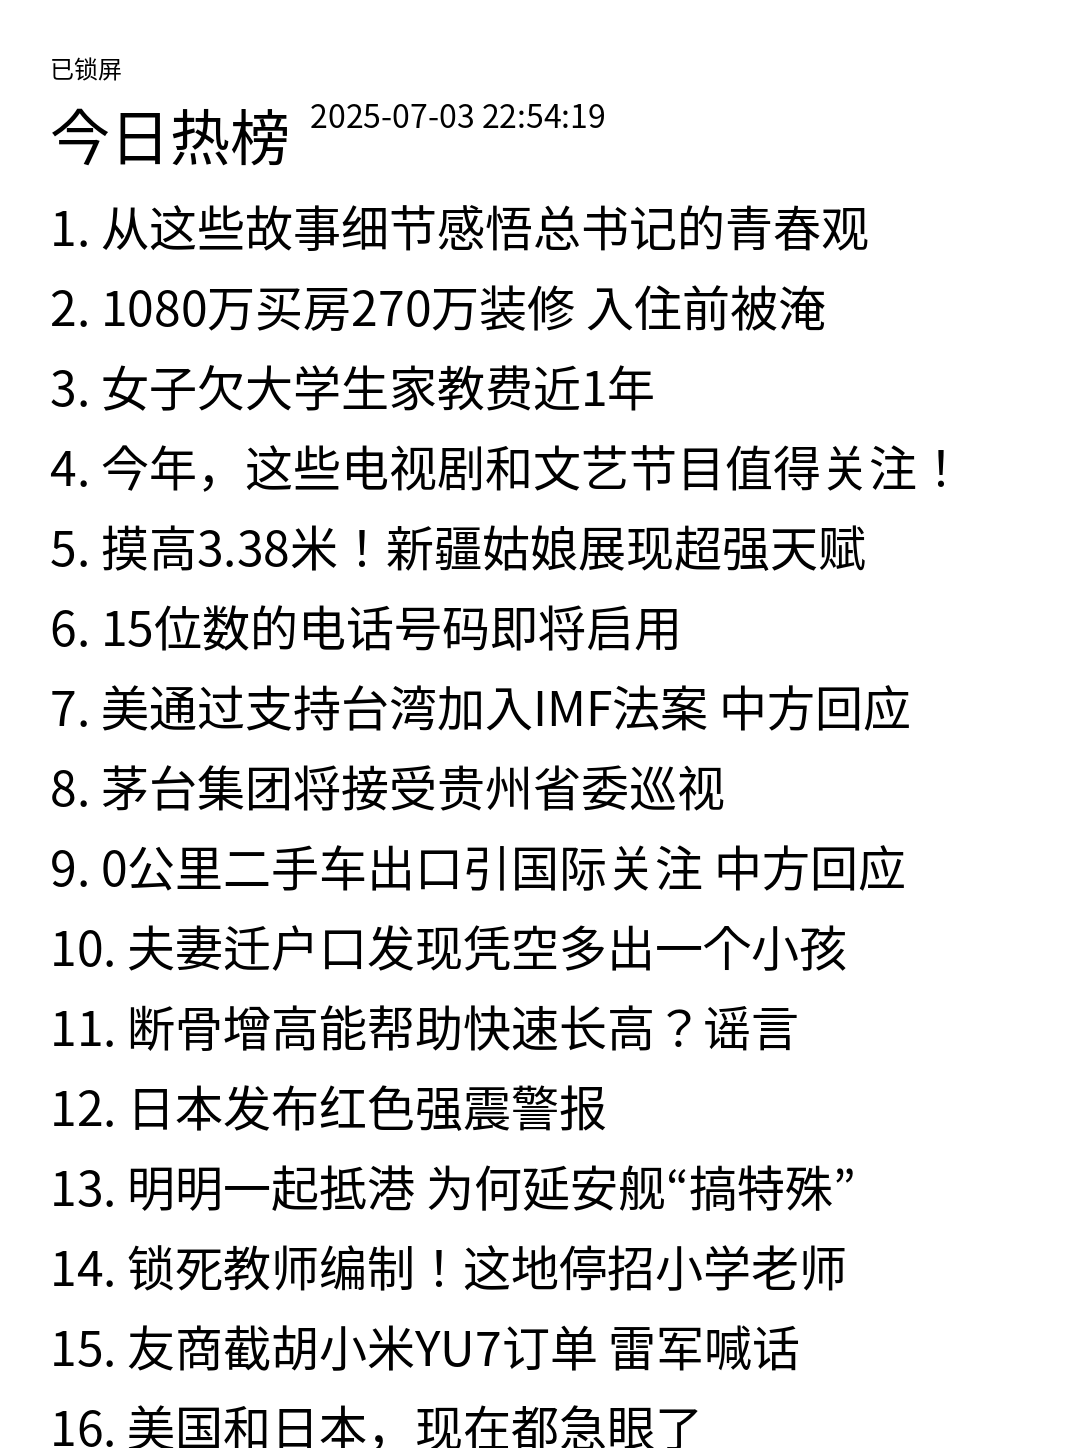 已锁屏
今日热榜 2025-07-03 22:54:19
1. 从这些故事细节感悟总书记的青春观
2. 1080万买房270万装修 入住前被淹
3. 女子欠大学生家教费近1年
4. 今年，这些电视剧和文艺节目值得关注！
5. 摸高3.38米！新疆姑娘展现超强天赋
6. 15位数的电话号码即将启用
7. 美通过支持台湾加入IMF法案 中方回应
8. 茅台集团将接受贵州省委巡视
9. 0公里二手车出口引国际关注 中方回应
10. 夫妻迁户口发现凭空多出一个小孩
11. 断骨增高能帮助快速长高？谣言
12. 日本发布红色强震警报
13. 明明一起抵港 为何延安舰“搞特殊”
14. 锁死教师编制！这地停招小学老师
15. 友商截胡小米YU7订单 雷军喊话
16. 美国和日本，现在都急眼了